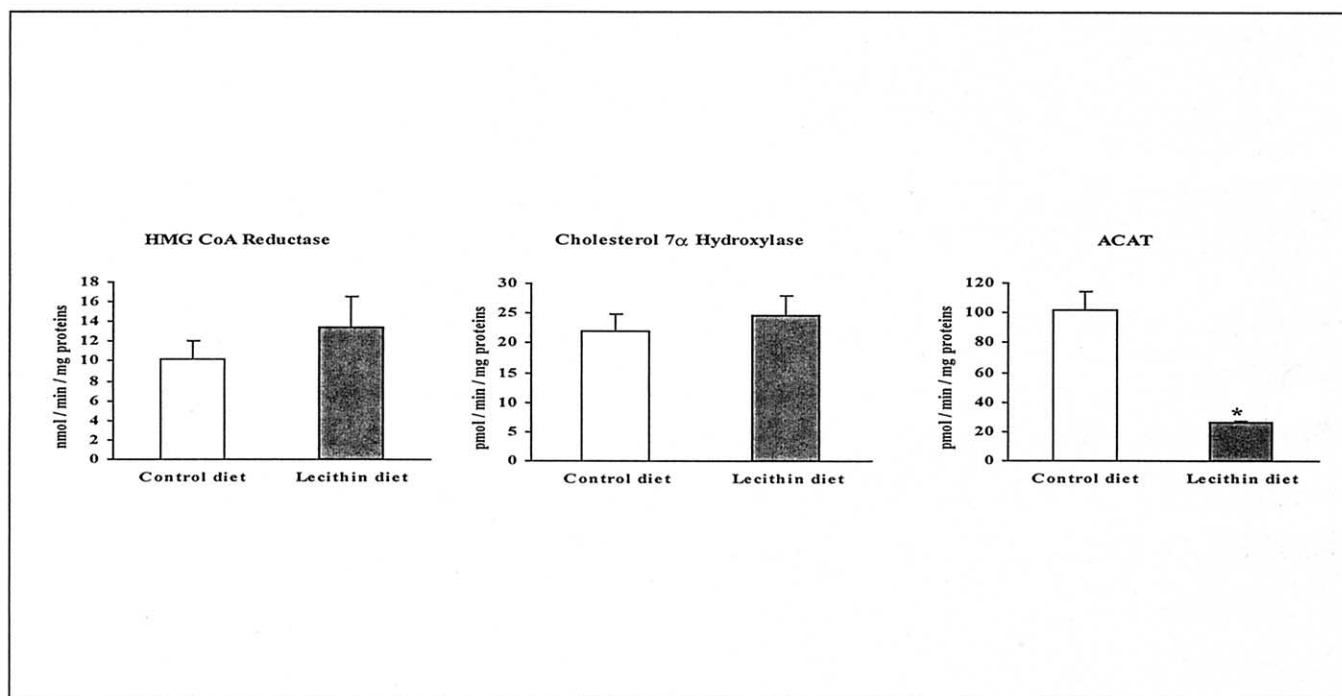 HMG CoA Reductase
nmol / min / mg proteins
18
16
14
12
10
8
6
4
2
0
Control diet
Lecithin diet
Cholesterol 7α Hydroxylase
pmol / min / mg proteins
30
25
20
15
10
5
0
Control diet
Lecithin diet
ACAT
pmol / min / mg proteins
120
100
80
60
40
20
0
*
Control diet
Lecithin diet